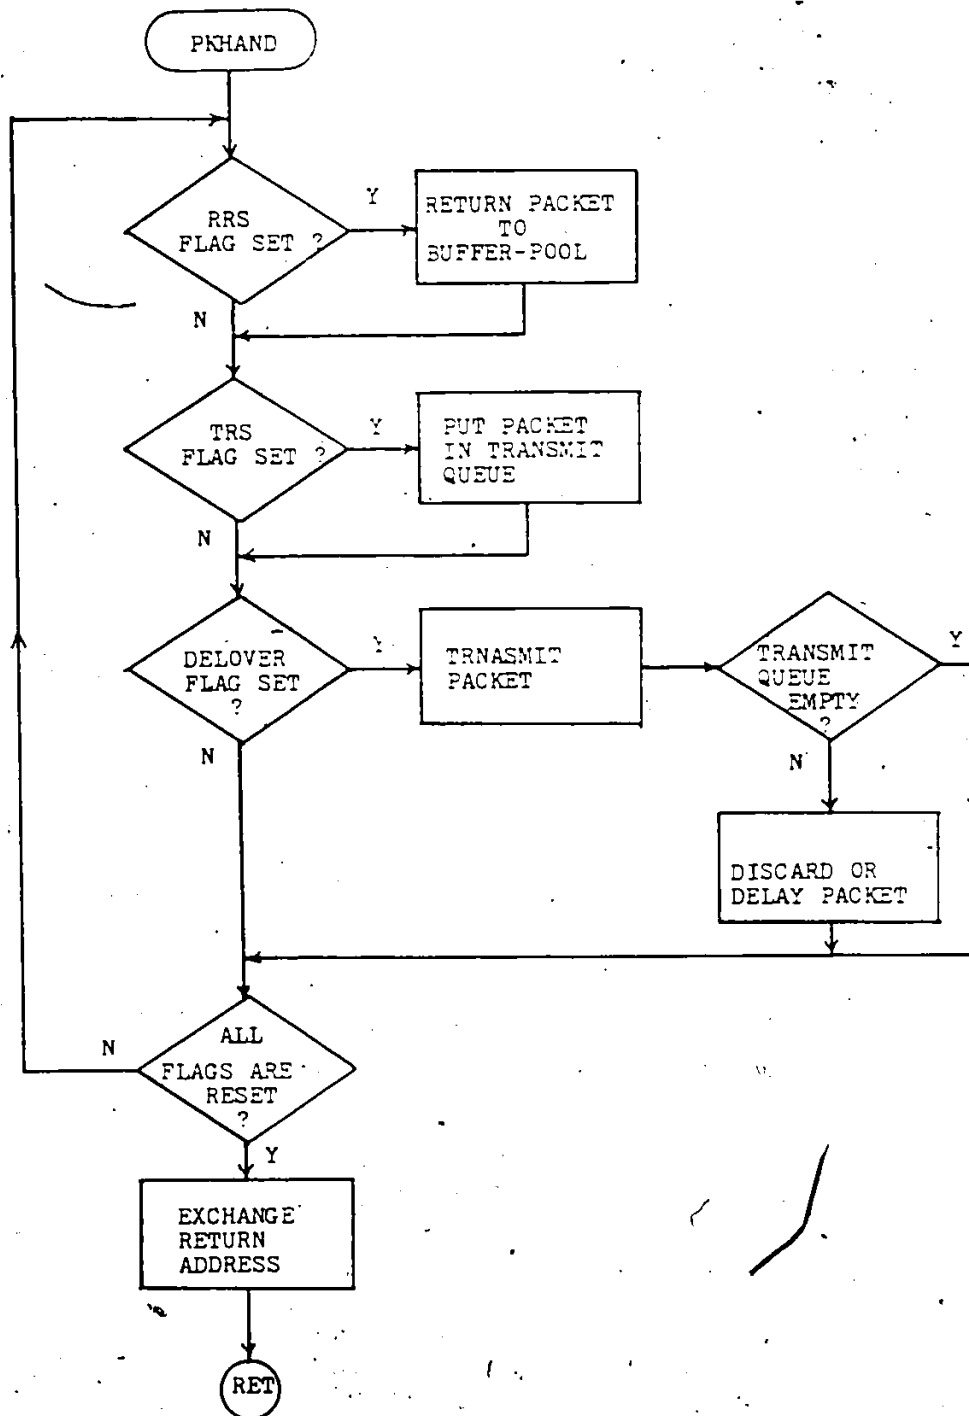 PKHAND
Y
RRS
FLAG SET ?
RETURN PACKET
TO
BUFFER-POOL
N
TRS
FLAG SET ?
Y
PUT PACKET
IN TRANSMIT
QUEUE
N
DELOVER
FLAG SET
?
Y
TRNASMIT
PACKET
TRANSMIT
QUEUE
EMPTY
?
Y
N
N
DISCARD OR
DELAY PACKET
ALL
FLAGS ARE
RESET
?
N
Y
EXCHANGE
RETURN
ADDRESS
RET